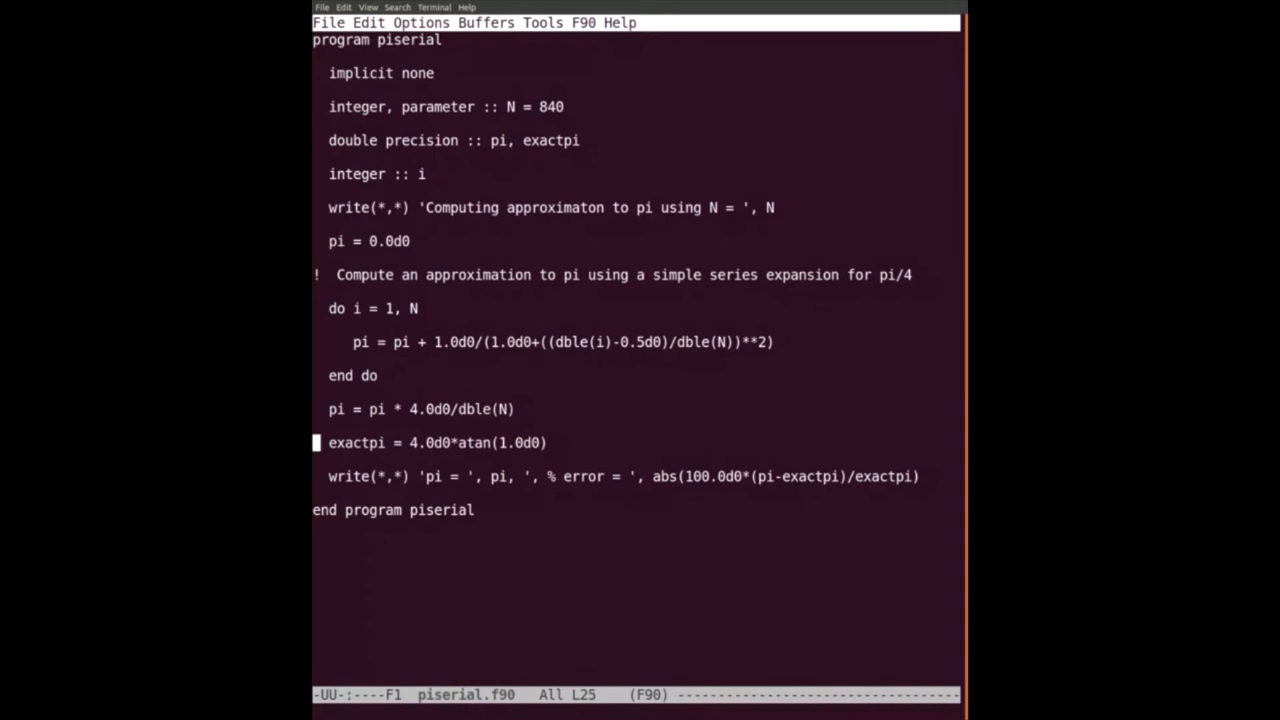 File Edit View Search Terminal Help
File Edit Options Buffers Tools F90 Help
program piserial
implicit none
integer, parameter :: N = 840
double precision :: pi, exactpi
integer :: i
write(*,*) 'Computing approximaton to pi using N = ', N
pi = 0.0d0
!  Compute an approximation to pi using a simple series expansion for pi/4
do i = 1, N
pi = pi + 1.0d0/(1.0d0+((dble(i)-0.5d0)/dble(N))**2)
end do
pi = pi * 4.0d0/dble(N)
exactpi = 4.0d0*atan(1.0d0)
write(*,*) 'pi = ', pi, ', % error = ', abs(100.0d0*(pi-exactpi)/exactpi)
end program piserial
-UU-:----F1  piserial.f90   All L25    (F90) -----------------------------------